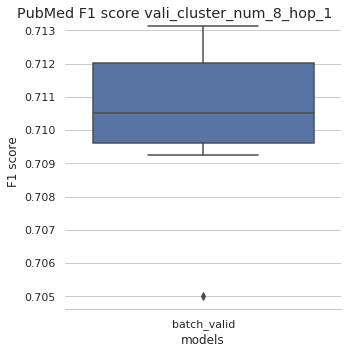 PubMed F1 score vali_cluster_num_8_hop_1
0.713
0.712
0.711
0.710
0.709
0.708
0.707
0.706
0.705
F1 score
batch_valid
models